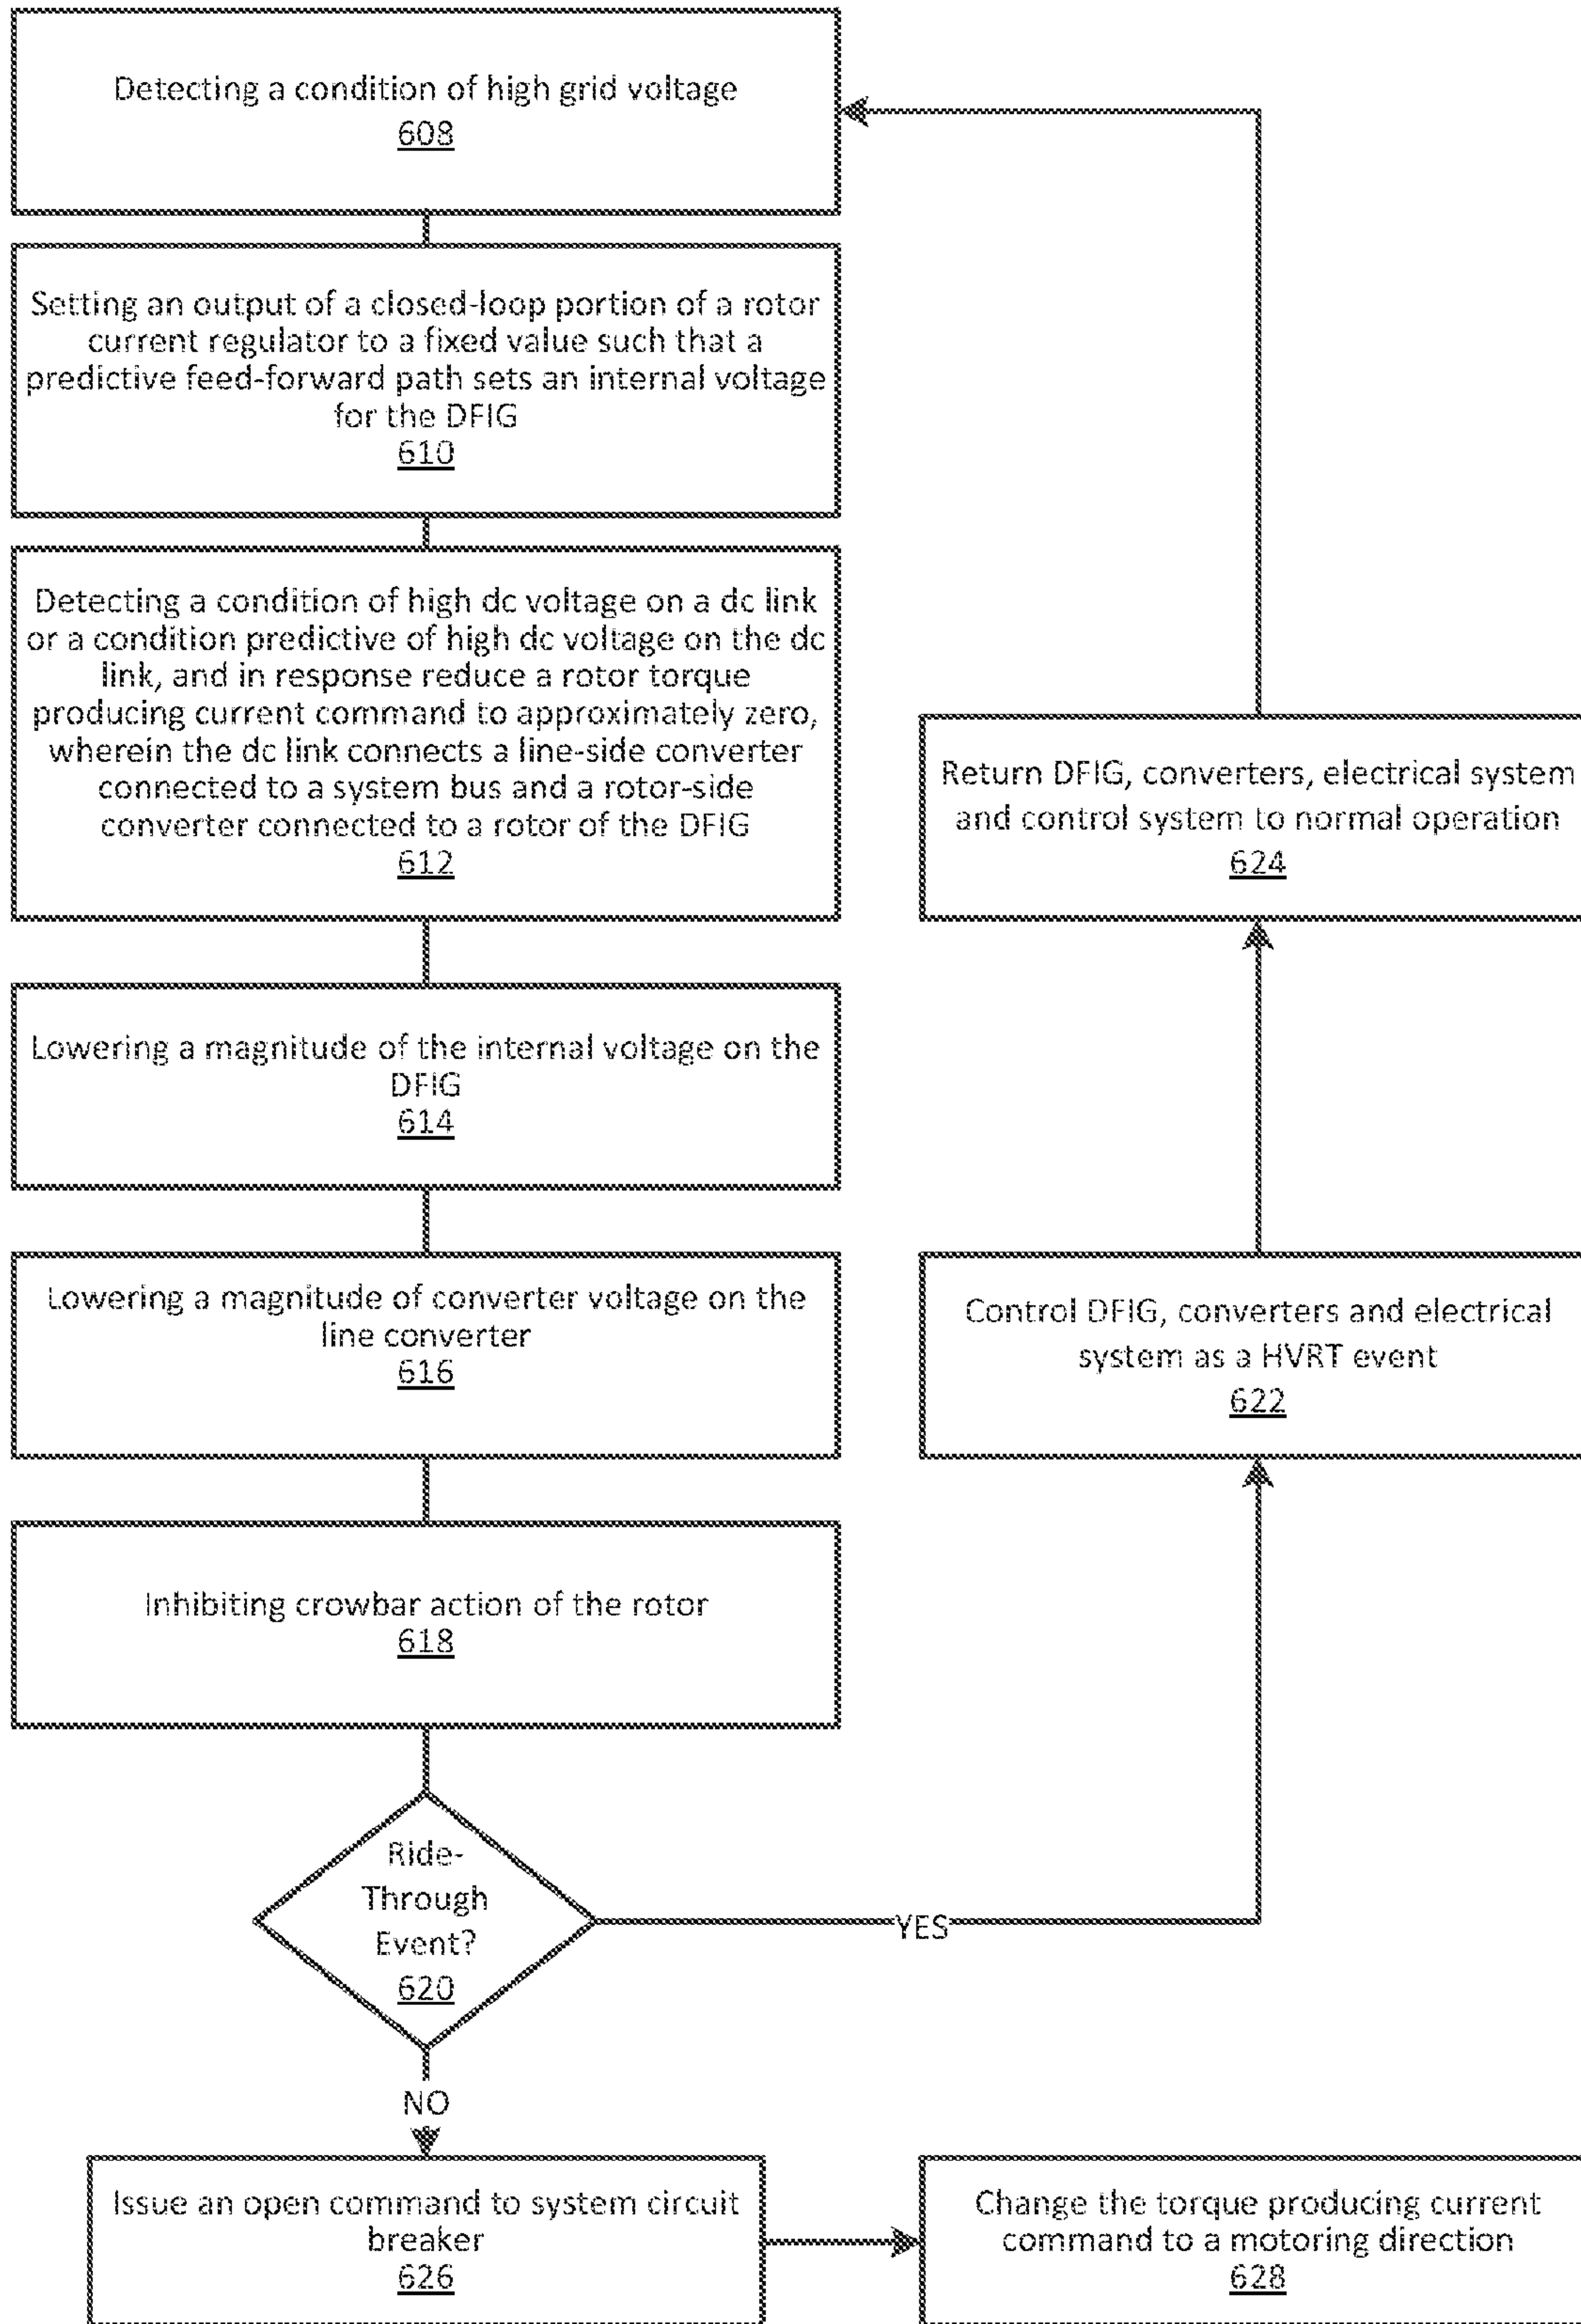 Detecting a condition of high grid voltage
608
Setting an output of a closed-loop portion of a rotor
current regulator to a fixed value such that a
predictive feed-forward path sets an internal voltage
for the DFIG
610
Detecting a condition of high dc voltage on a dc link
or a condition predictive of high dc voltage on the dc
link, and in response reduce a rotor torque
producing current command to approximately zero,
wherein the dc link connects a line-side converter
connected to a system bus and a rotor-side
converter connected to a rotor of the DFIG
612
Lowering a magnitude of the internal voltage on the
DFIG
614
Lowering a magnitude of converter voltage on the
line converter
616
Inhibiting crowbar action of the rotor
618
Ride-
Through
Event?
620
YES
Control DFIG, converters and electrical
system as a HVRT event
622
Return DFIG, converters, electrical system
and control system to normal operation
624
NO
Issue an open command to system circuit
breaker
626
Change the torque producing current
command to a motoring direction
628